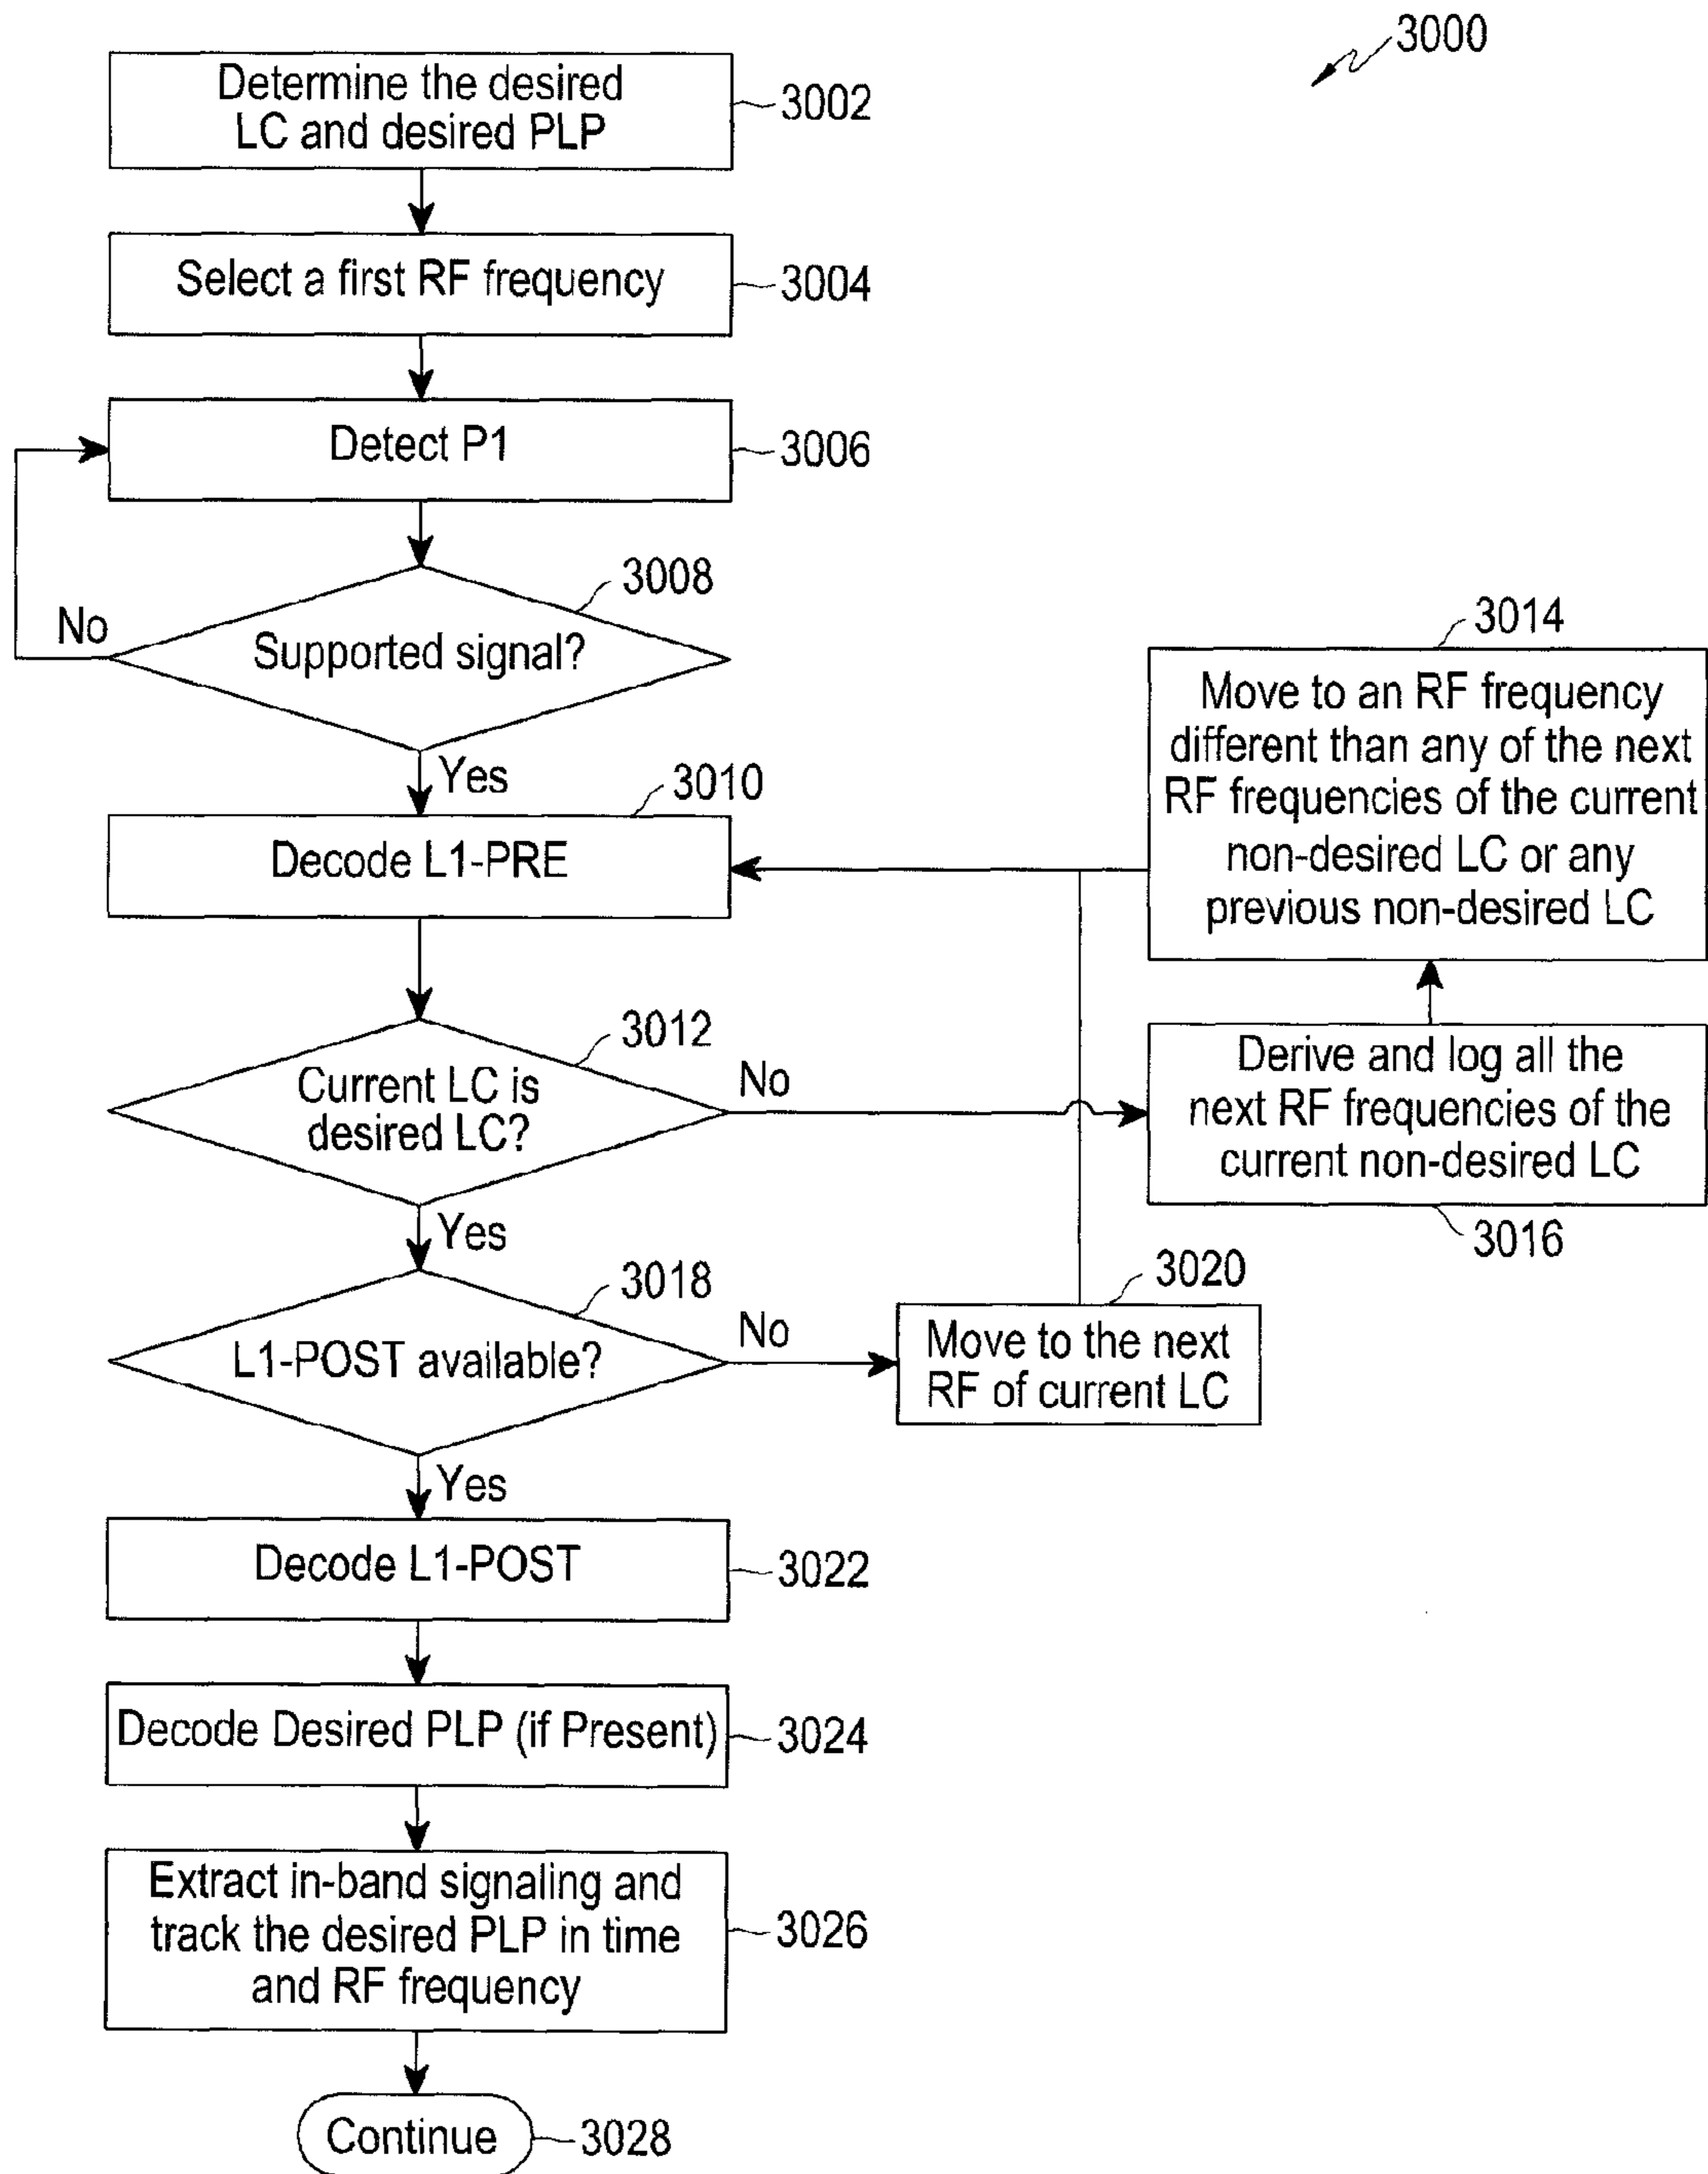 3000
Determine the desired
LC and desired PLP
3002
Select a first RF frequency
3004
Detect P1
3006
3008
Supported signal?
No
Yes
3010
Decode L1-PRE
3012
Current LC is
desired LC?
No
Yes
3014
Move to an RF frequency
different than any of the next
RF frequencies of the current
non-desired LC or any
previous non-desired LC
Derive and log all the
next RF frequencies of the
current non-desired LC
3016
3018
L1-POST available?
No
Yes
3020
Move to the next
RF of current LC
Decode L1-POST
3022
Decode Desired PLP (if Present)
3024
Extract in-band signaling and
track the desired PLP in time
and RF frequency
3026
Continue
3028